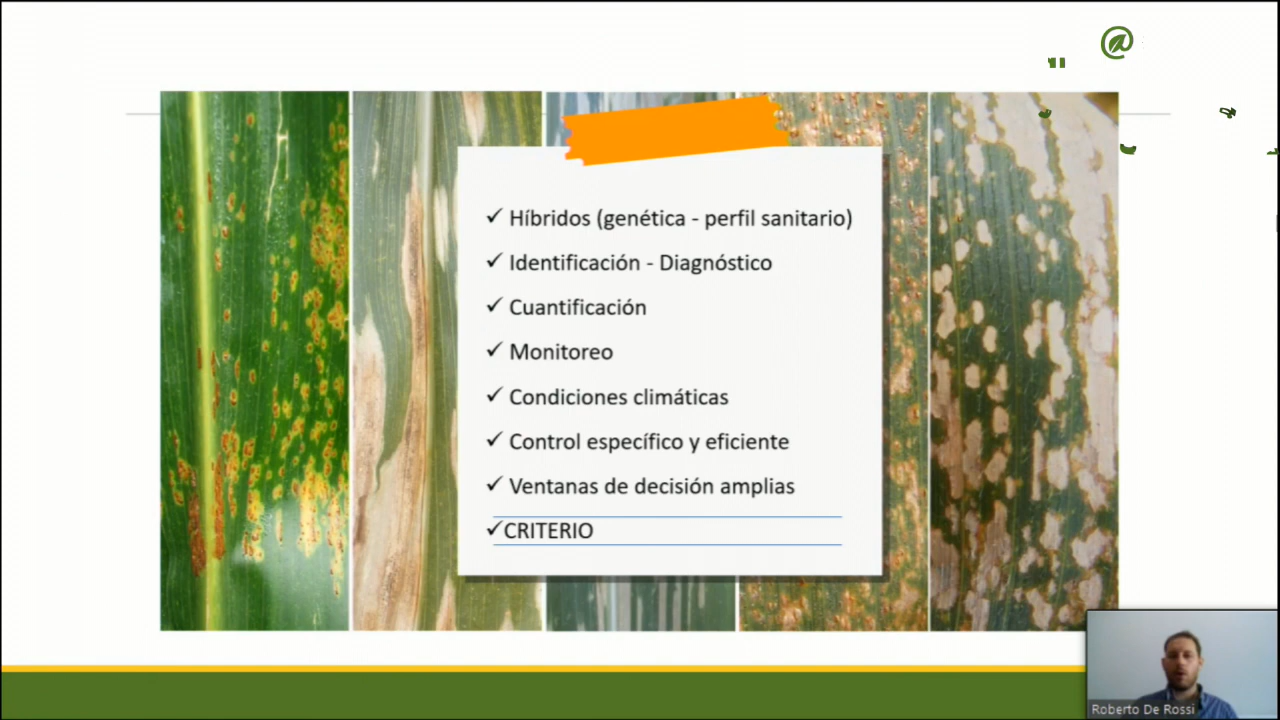 ✓ Híbridos (genética - perfil sanitario)
✓ Identificación - Diagnóstico
✓ Cuantificación
✓ Monitoreo
✓ Condiciones climáticas
✓ Control específico y eficiente
✓ Ventanas de decisión amplias
✓CRITERIO
Roberto De Rossi